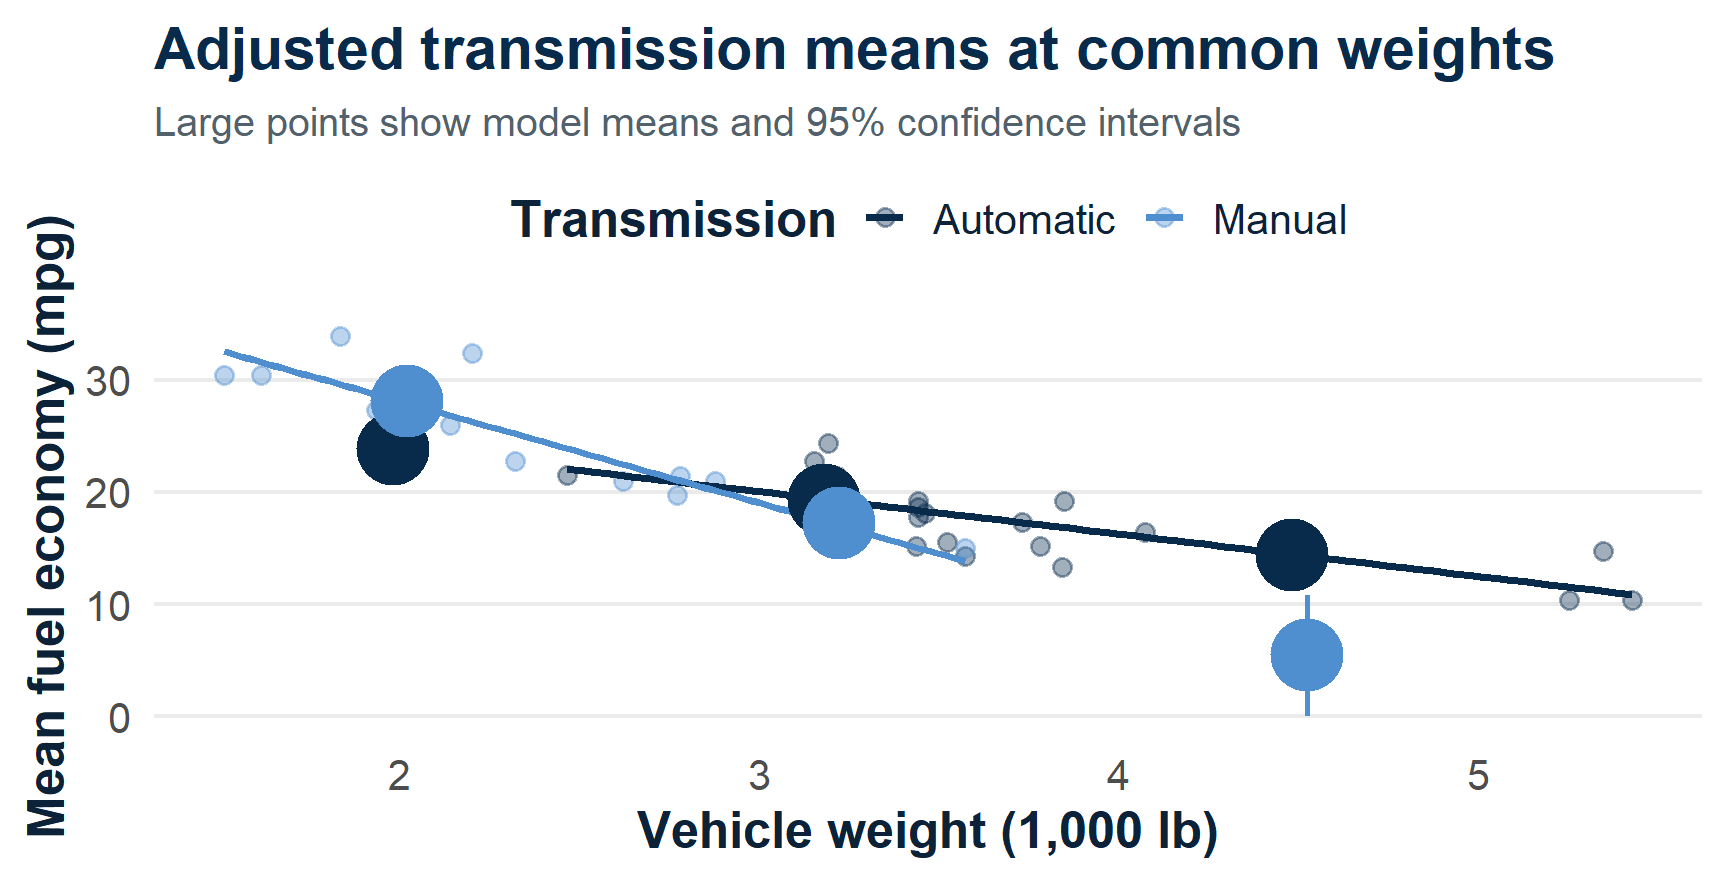 Adjusted transmission means at common weights
Large points show model means and 95% confidence intervals
Transmission Automatic Manual
Mean fuel economy (mpg)
30
20
10
0
2 3 4 5
Vehicle weight (1,000 lb)